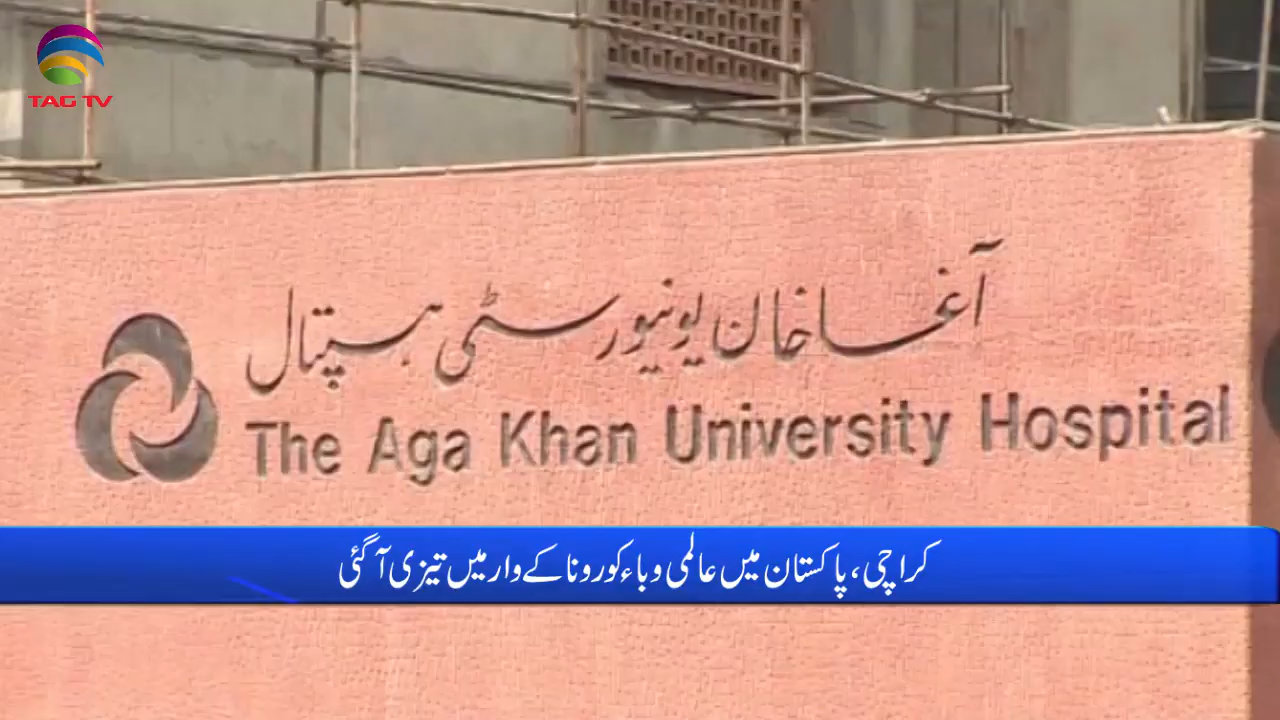 TAG TV
آغا خان یونیورسٹی ہسپتال
The Aga Khan University Hospital
کراچی، پاکستان میں عالمی وباء کورونا کے وار میں تیزی آ گئی